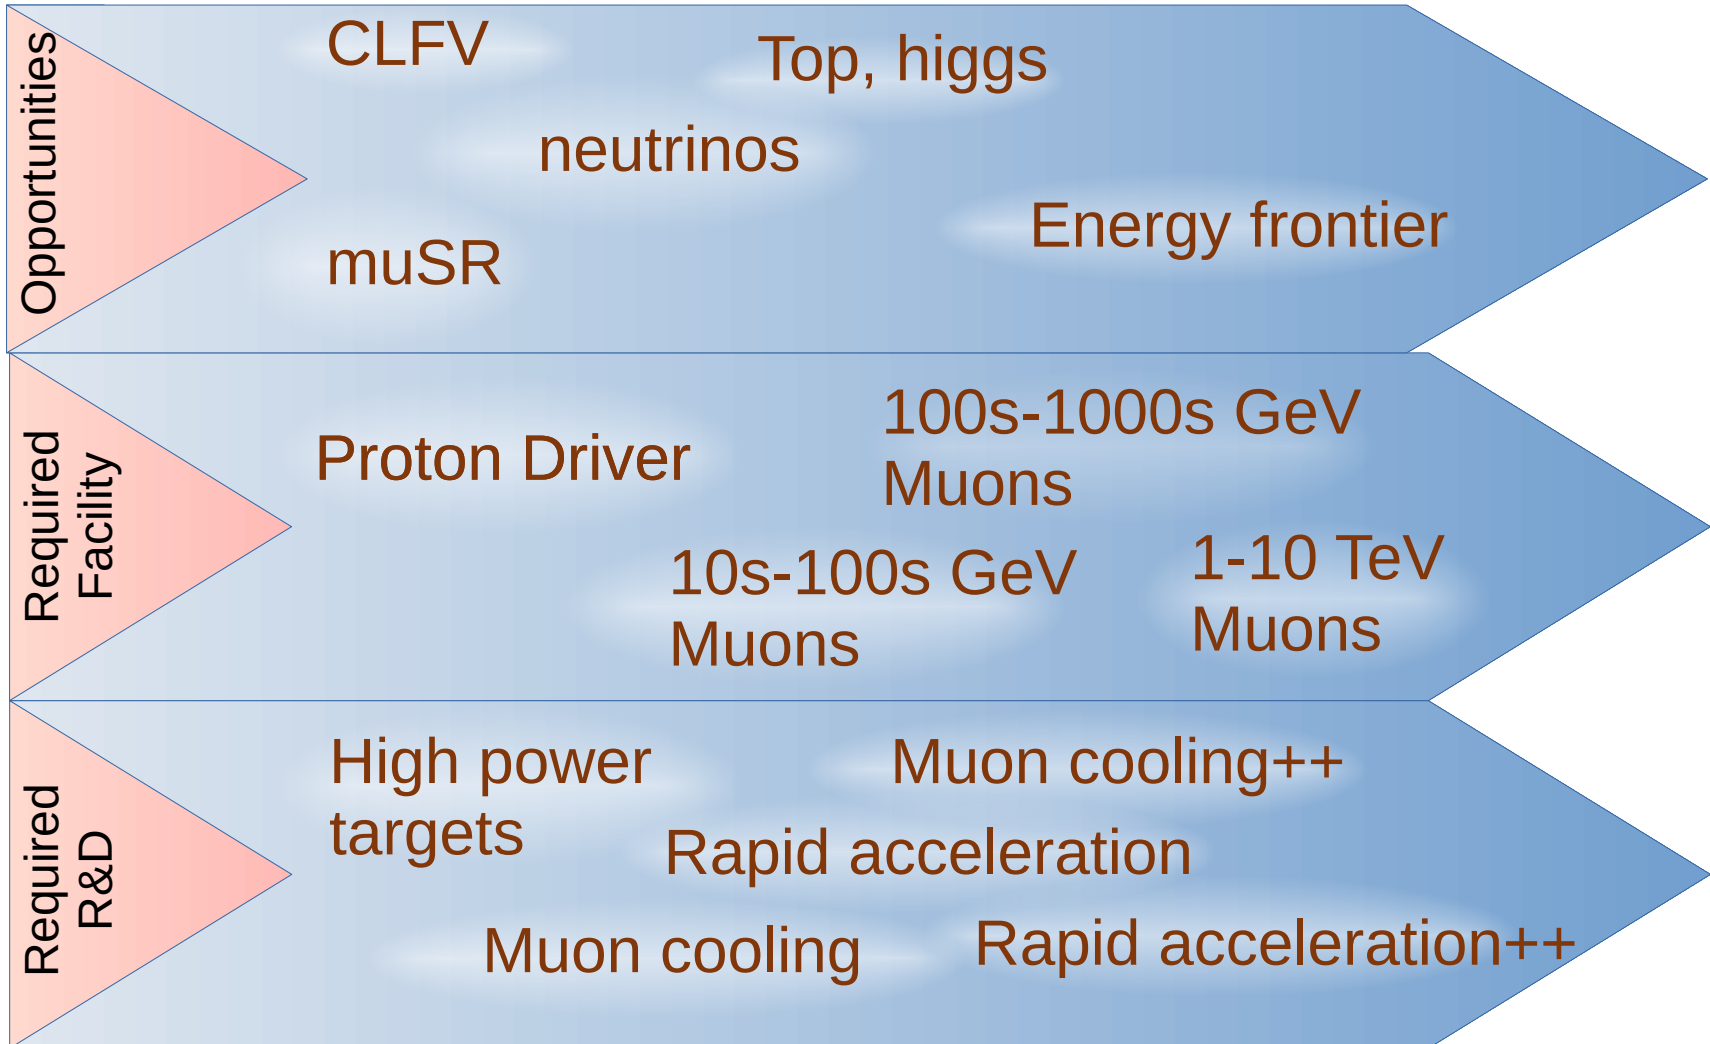 Opportunities
CLFV
Top, higgs
neutrinos
Energy frontier
muSR
Required
Facility
100s-1000s GeV
Muons
Proton Driver
10s-100s GeV
Muons
1-10 TeV
Muons
Required
R&D
High power
targets
Muon cooling++
Rapid acceleration
Muon cooling
Rapid acceleration++